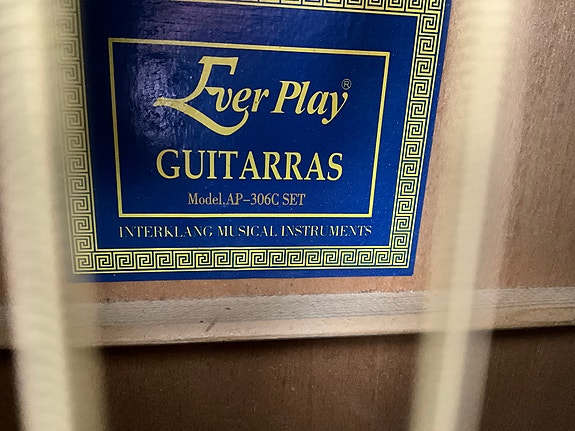 Ever Play®
GUITARRAS
Model.AP-306C SET
INTERKLANG MUSICAL INSTRUMENTS